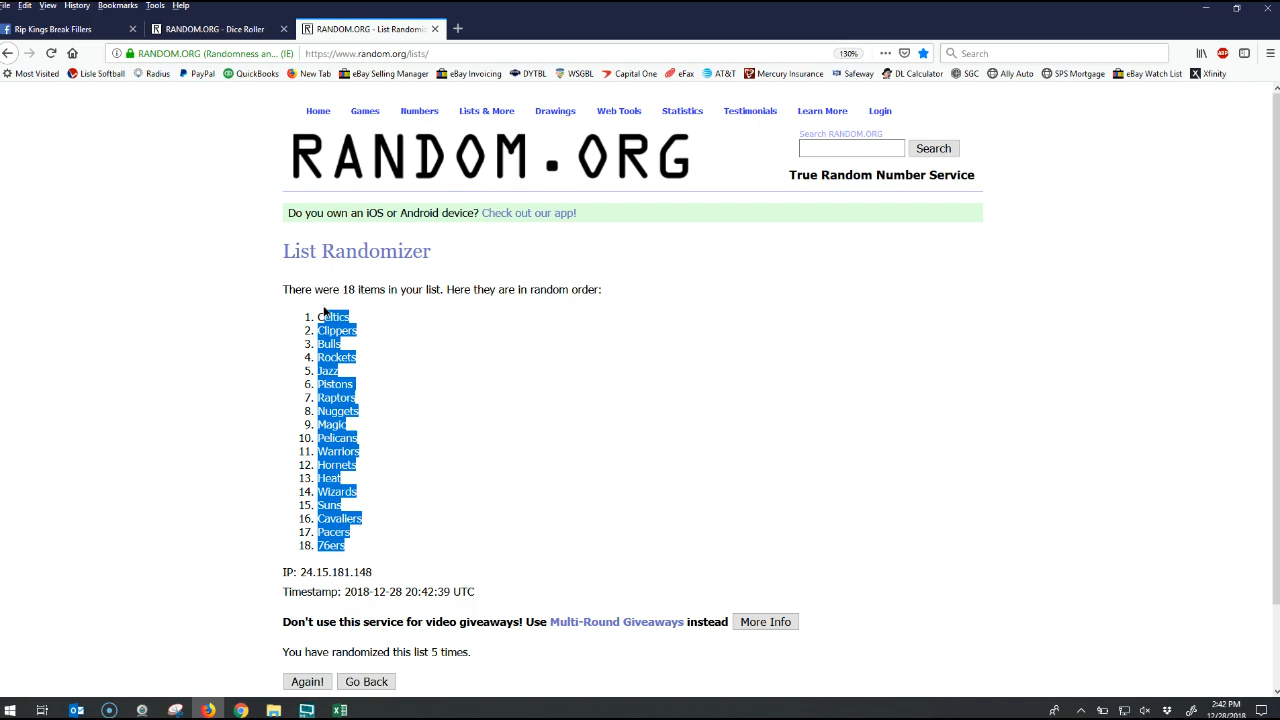 File Edit View History Bookmarks Tools Help
Rip Kings Break Fillers
RANDOM.ORG - Dice Roller
RANDOM.ORG - List Randomiz
RANDOM.ORG (Randomness an... (IE)
https://www.random.org/lists/
130%
Search
Most Visited Lisle Softball Radius PayPal QuickBooks New Tab eBay Selling Manager eBay Invoicing DYTBL WSGBL Capital One eFax AT&T Mercury Insurance Safeway DL Calculator SGC Ally Auto SPS Mortgage eBay Watch List Xfinity
Home Games Numbers Lists & More Drawings Web Tools Statistics Testimonials Learn More Login
RANDOM.ORG
Search RANDOM.ORG
Search
True Random Number Service
Do you own an iOS or Android device? Check out our app!
List Randomizer
There were 18 items in your list. Here they are in random order:
1. Celtics
2. Clippers
3. Bulls
4. Rockets
5. Jazz
6. Pistons
7. Raptors
8. Nuggets
9. Magic
10. Pelicans
11. Warriors
12. Hornets
13. Heat
14. Wizards
15. Suns
16. Cavaliers
17. Pacers
18. 76ers
IP: 24.15.181.148
Timestamp: 2018-12-28 20:42:39 UTC
Don't use this service for video giveaways! Use Multi-Round Giveaways instead More Info
You have randomized this list 5 times.
Again! Go Back
2:42 PM
12/28/2018